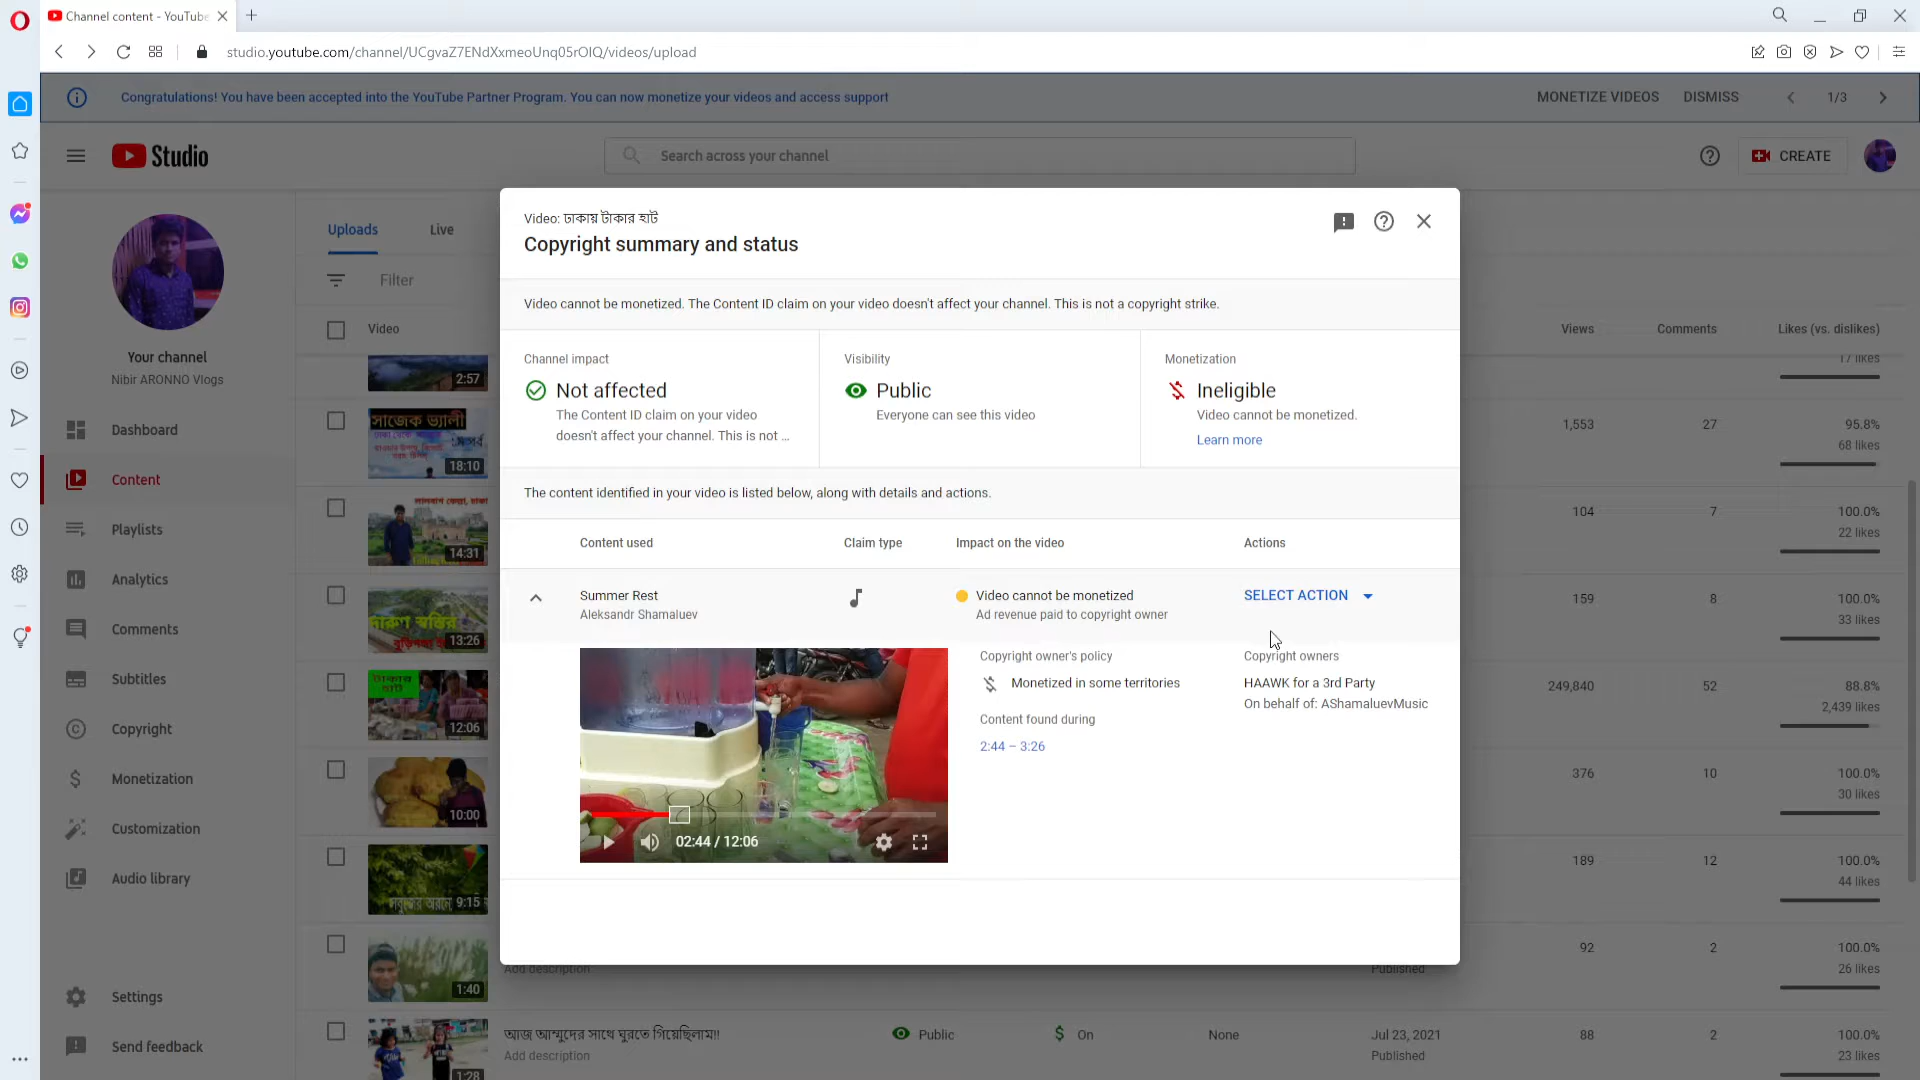 Channel content - YouTube
studio.youtube.com/channel/UCgvaZ7ENdXxmeoUnq05rOIQ/videos/upload
Congratulations! You have been accepted into the YouTube Partner Program. You can now monetize your videos and access support
MONETIZE VIDEOS
DISMISS
1/3
Studio
Search across your channel
CREATE
Your channel
Nibir ARONNO Vlogs
Dashboard
Content
Playlists
Analytics
Comments
Subtitles
Copyright
Monetization
Customization
Audio library
Settings
Send feedback
Uploads
Live
Filter
Video
Views
Comments
Likes (vs. dislikes)
2:57
17 likes
সাজেক ভ্যালী
18:10
1,553
27
95.8%
68 likes
14:31
104
7
100.0%
22 likes
13:26
159
8
100.0%
33 likes
টাকার
হাট
12:06
249,840
52
88.8%
2,439 likes
10:00
376
10
100.0%
30 likes
9:15
189
12
100.0%
44 likes
1:40
Add description
Published
92
2
100.0%
26 likes
1:28
আজ আম্মুদের সাথে ঘুরতে গিয়েছিলাম!!
Add description
Public
On
None
Jul 23, 2021
Published
88
2
100.0%
23 likes
Video: ঢাকায় টাকার হাট
Copyright summary and status
Video cannot be monetized. The Content ID claim on your video doesn't affect your channel. This is not a copyright strike.
Channel impact
Not affected
The Content ID claim on your video
doesn't affect your channel. This is not ...
Visibility
Public
Everyone can see this video
Monetization
Ineligible
Video cannot be monetized.
Learn more
The content identified in your video is listed below, along with details and actions.
Content used
Claim type
Impact on the video
Actions
Summer Rest
Aleksandr Shamaluev
Video cannot be monetized
Ad revenue paid to copyright owner
SELECT ACTION
02:44 / 12:06
Copyright owner's policy
Monetized in some territories
Content found during
2:44 – 3:26
Copyright owners
HAAWK for a 3rd Party
On behalf of: AShamaluevMusic